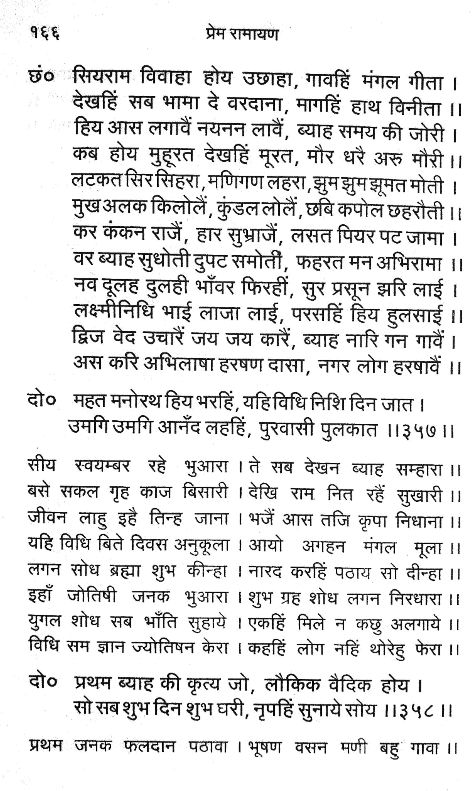 १६६ प्रेम रामायण
छं० सियराम विवाहा होय उछाहा, गावहिं मंगल गीता ।
देखहिं सब भामा दे वरदाना, मागहिं हाथ विनीता ।।
हिय आस लगावैं नयनन लावैं, ब्याह समय की जोरी ।
कब होय मुहूरत देखहिं मूरत, मौर धरै अरु मौरी ।।
लटकत सिर सिहरा, मणिगण लहरा, झुम झुम झूमत मोती ।
मुख अलक किलोलैं, कुंडल लोलैं, छबि कपोल छहरौती ।।
कर कंकन राजैं, हार सुभ्राजैं, लसत पियर पट जामा ।
वर ब्याह सुधोती दुपट समोतीं, फहरत मन अभिरामा ।।
नव दूलह दुलही भाँवर फिरहीं, सुर प्रसून झरि लाई ।
लक्ष्मीनिधि भाई लाजा लाई, परसहिं हिय हुलसाई ।।
द्विज वेद उचारैं जय जय कारैं, ब्याह नारि गन गावैं ।
अस करि अभिलाषा हरषण दासा, नगर लोग हरषावैं ।।
दो० महत मनोरथ हिय भरहिं, यहि विधि निशि दिन जात ।
उमगि उमगि आनँद लहहिं, पुरवासी पुलकात ।।३५७।।
सीय स्वयम्बर रहे भुआरा । ते सब देखन ब्याह सम्हारा ।।
बसे सकल गृह काज बिसारी । देखि राम नित रहैं सुखारी ।।
जीवन लाहु इहै तिन्ह जाना । भजैं आस तजि कृपा निधाना ।।
यहि विधि बिते दिवस अनुकूला । आयो अगहन मंगल मूला ।।
लगन सोध ब्रह्मा शुभ कीन्हा । नारद करहिं पठाय सो दीन्हा ।।
इहाँ जोतिषी जनक भुआरा । शुभ ग्रह शोध लगन निरधारा ।।
युगल शोध सब भाँति सुहाये । एकहिं मिले न कछु अलगाये ।।
विधि सम ज्ञान ज्योतिषन केरा । कहहिं लोग नहिं थोरेहु फेरा ।।
दो० प्रथम ब्याह की कृत्य जो, लौकिक वैदिक होय ।
सो सब शुभ दिन शुभ घरी, नृपहिं सुनाये सोय ।।३५८।।
प्रथम जनक फलदान पठावा । भूषण वसन मणी बहु गावा ।।